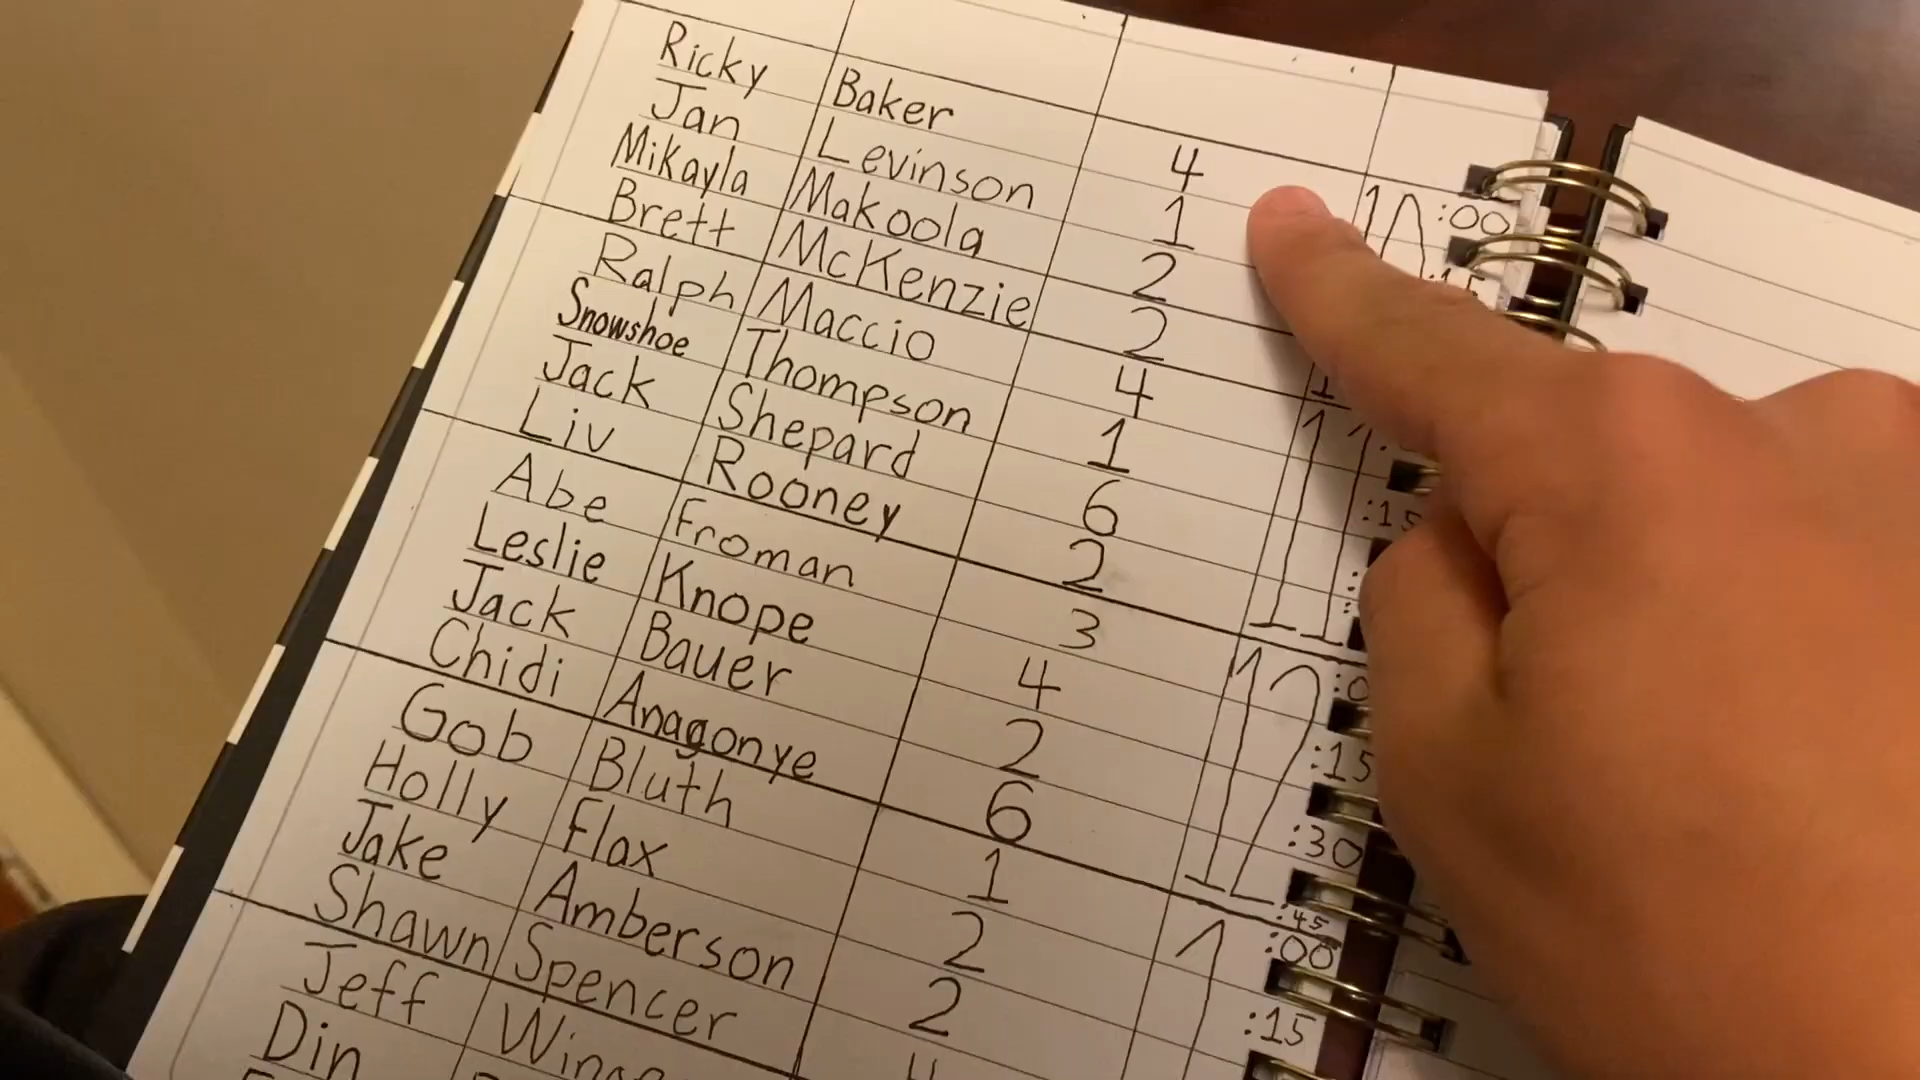 Ricky Baker 4 10 :00
Jan Levinson 1
Mikayla Makoola 2
Brett McKenzie 2
Ralph Maccio 4 11
Snowshoe Thompson 1 :15
Jack Shepard 6
Liv Rooney 2
Abe Froman 3 12
Leslie Knope 4 :15
Jack Bauer 2 :30
Chidi Anagonye 6 :45
Gob Bluth 1 1 :00
Holly Flax 2 :15
Jake Amberson 2
Shawn Spencer 4
Jeff
Din